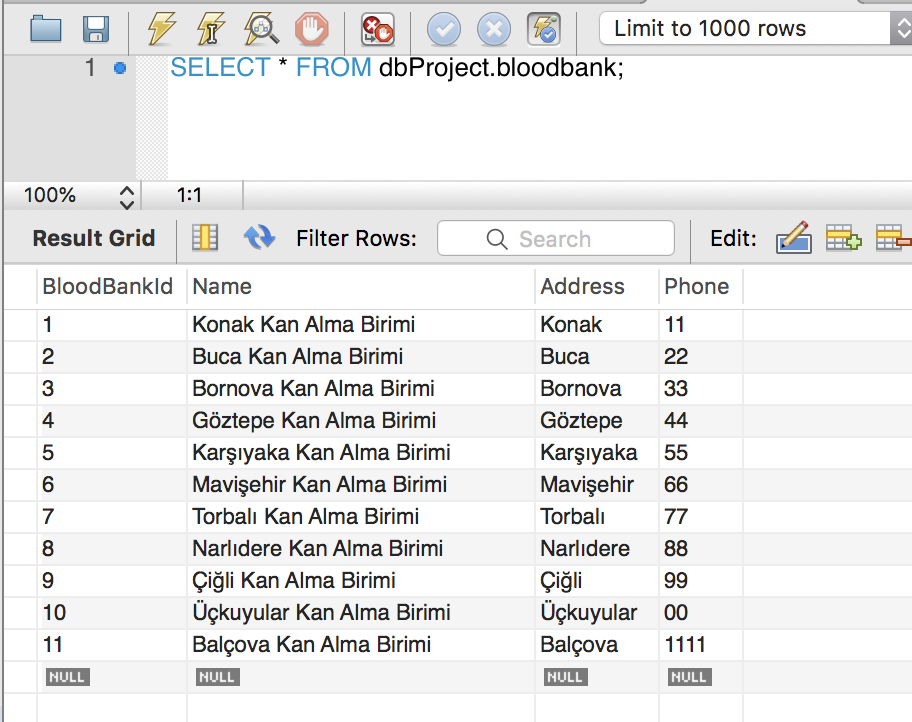 Limit to 1000 rows
1 SELECT * FROM dbProject.bloodbank;
100% 1:1
Result Grid Filter Rows: Search Edit:
BloodBankId Name Address Phone
1 Konak Kan Alma Birimi Konak 11
2 Buca Kan Alma Birimi Buca 22
3 Bornova Kan Alma Birimi Bornova 33
4 Göztepe Kan Alma Birimi Göztepe 44
5 Karşıyaka Kan Alma Birimi Karşıyaka 55
6 Mavişehir Kan Alma Birimi Mavişehir 66
7 Torbalı Kan Alma Birimi Torbalı 77
8 Narlıdere Kan Alma Birimi Narlıdere 88
9 Çiğli Kan Alma Birimi Çiğli 99
10 Üçkuyular Kan Alma Birimi Üçkuyular 00
11 Balçova Kan Alma Birimi Balçova 1111
NULL NULL NULL NULL